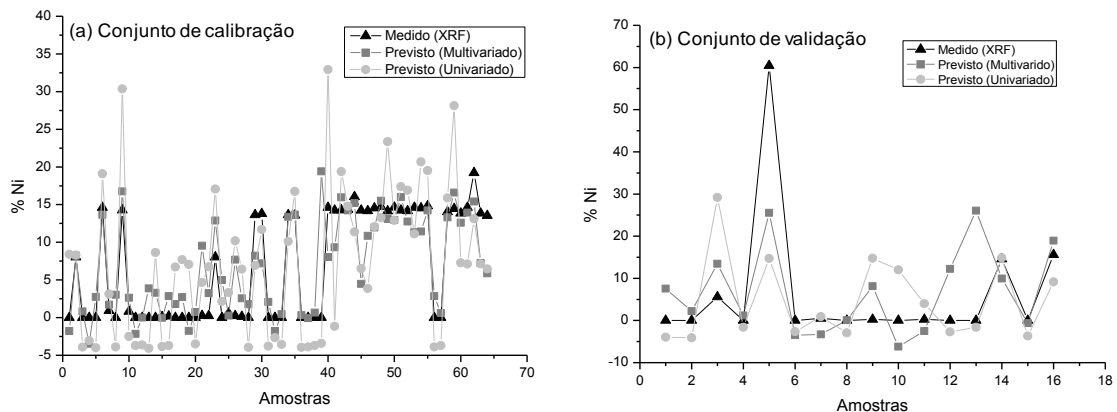 (a) Conjunto de calibração
Medido (XRF)
Previsto (Multivariado)
Previsto (Univariado)
40
35
30
25
20
15
10
5
0
-5
% Ni
0 10 20 30 40 50 60 70
Amostras
(b) Conjunto de validação
Medido (XRF)
Previsto (Multivarido)
Previsto (Univariado)
70
60
50
40
30
20
10
0
-10
% Ni
0 2 4 6 8 10 12 14 16 18
Amostras